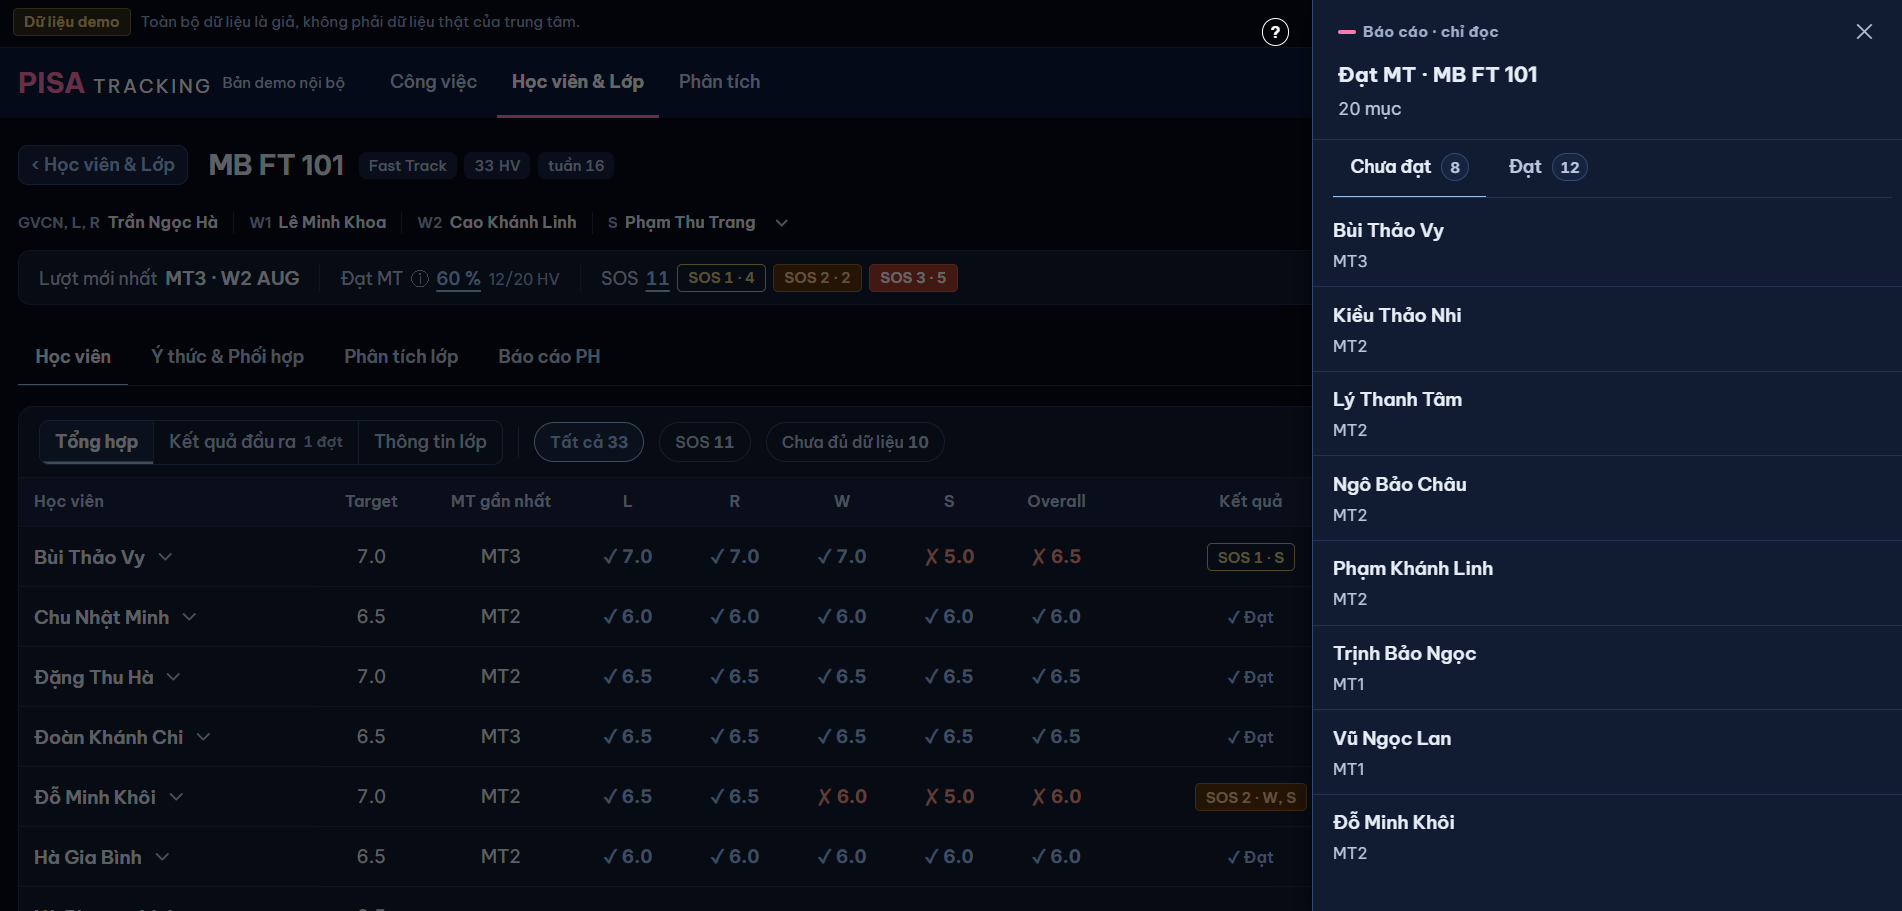 Dữ liệu demo Toàn bộ dữ liệu là giả, không phải dữ liệu thật của trung tâm.
?
PISA TRACKING Bản demo nội bộ Công việc Học viên & Lớp Phân tích
‹ Học viên & Lớp MB FT 101 Fast Track 33 HV tuần 16
GVCN, L, R Trần Ngọc Hà W1 Lê Minh Khoa W2 Cao Khánh Linh S Phạm Thu Trang
Lượt mới nhất MT3 · W2 AUG Đạt MT ⓘ 60 % 12/20 HV SOS 11 SOS 1 · 4 SOS 2 · 2 SOS 3 · 5
Học viên Ý thức & Phối hợp Phân tích lớp Báo cáo PH
Tổng hợp Kết quả đầu ra 1 đợt Thông tin lớp Tất cả 33 SOS 11 Chưa đủ dữ liệu 10
Học viên Target MT gần nhất L R W S Overall Kết quả
Bùi Thảo Vy 7.0 MT3 ✓ 7.0 ✓ 7.0 ✓ 7.0 ✗ 5.0 ✗ 6.5 SOS 1 · S
Chu Nhật Minh 6.5 MT2 ✓ 6.0 ✓ 6.0 ✓ 6.0 ✓ 6.0 ✓ 6.0 ✓ Đạt
Đặng Thu Hà 7.0 MT2 ✓ 6.5 ✓ 6.5 ✓ 6.5 ✓ 6.5 ✓ 6.5 ✓ Đạt
Đoàn Khánh Chi 6.5 MT3 ✓ 6.5 ✓ 6.5 ✓ 6.5 ✓ 6.5 ✓ 6.5 ✓ Đạt
Đỗ Minh Khôi 7.0 MT2 ✓ 6.5 ✓ 6.5 ✗ 6.0 ✗ 5.0 ✗ 6.0 SOS 2 · W, S
Hà Gia Bình 6.5 MT2 ✓ 6.0 ✓ 6.0 ✓ 6.0 ✓ 6.0 ✓ 6.0 ✓ Đạt
Báo cáo · chỉ đọc
Đạt MT · MB FT 101
20 mục
Chưa đạt 8 Đạt 12
Bùi Thảo Vy
MT3
Kiều Thảo Nhi
MT2
Lý Thanh Tâm
MT2
Ngô Bảo Châu
MT2
Phạm Khánh Linh
MT2
Trịnh Bảo Ngọc
MT1
Vũ Ngọc Lan
MT1
Đỗ Minh Khôi
MT2